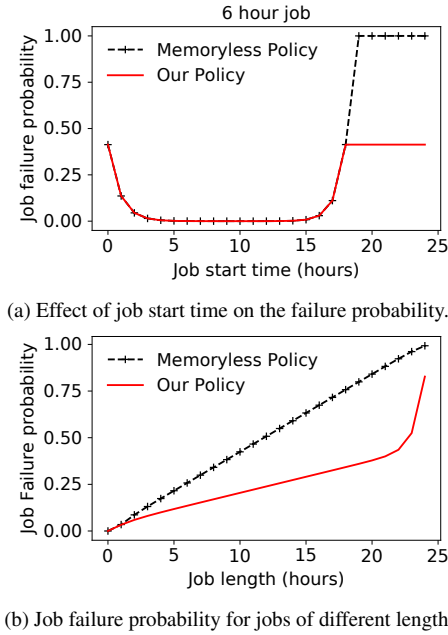 6 hour job
1.00
0.75
0.50
0.25
0.00
Job failure probability
Memoryless Policy
Our Policy
0 5 10 15 20 25
Job start time (hours)
(a) Effect of job start time on the failure probability.
1.00
0.75
0.50
0.25
0.00
Job Failure probability
Memoryless Policy
Our Policy
0 5 10 15 20 25
Job length (hours)
(b) Job failure probability for jobs of different length